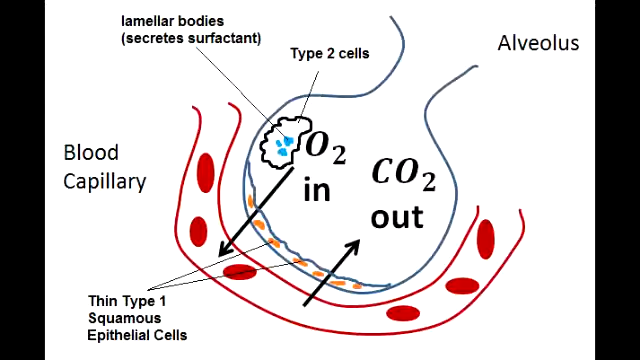 lamellar bodies
(secretes surfactant)
Type 2 cells
Alveolus
Blood
Capillary
O₂
in
CO₂
out
Thin Type 1
Squamous
Epithelial Cells